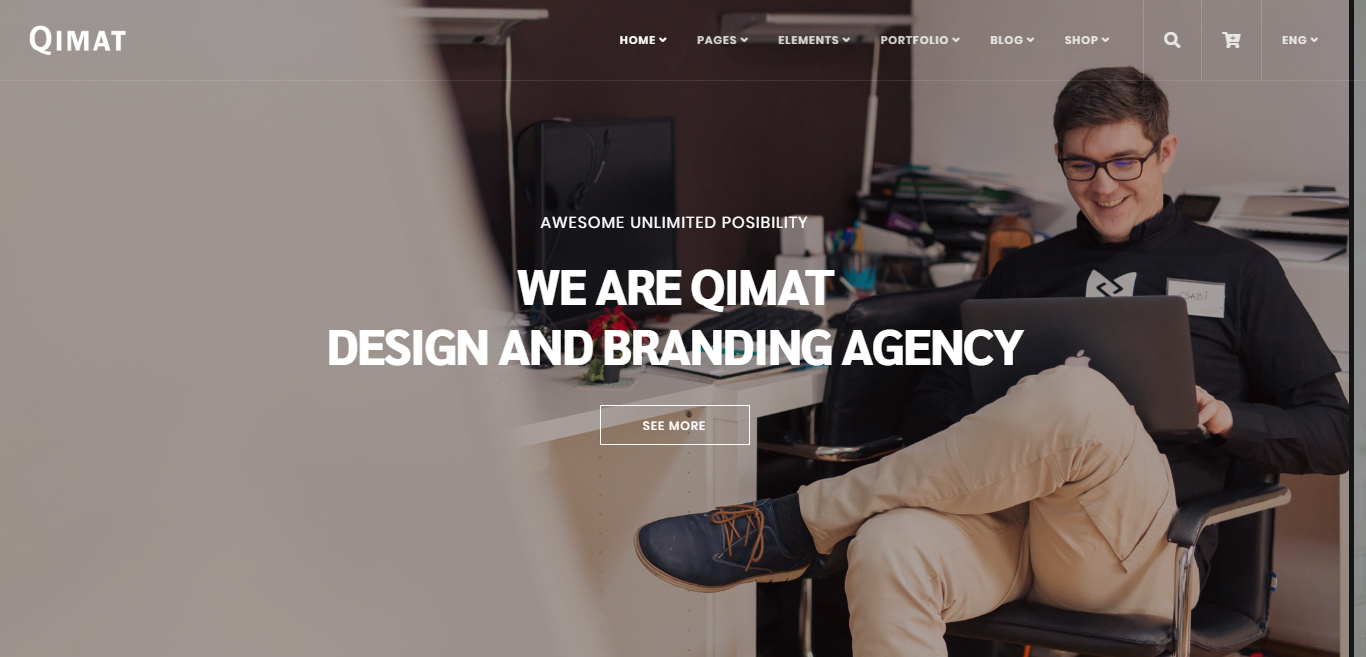 QIMAT
HOME
PAGES
ELEMENTS
PORTFOLIO
BLOG
SHOP
ENG
AWESOME UNLIMITED POSIBILITY
WE ARE QIMAT
DESIGN AND BRANDING AGENCY
GABI
SEE MORE